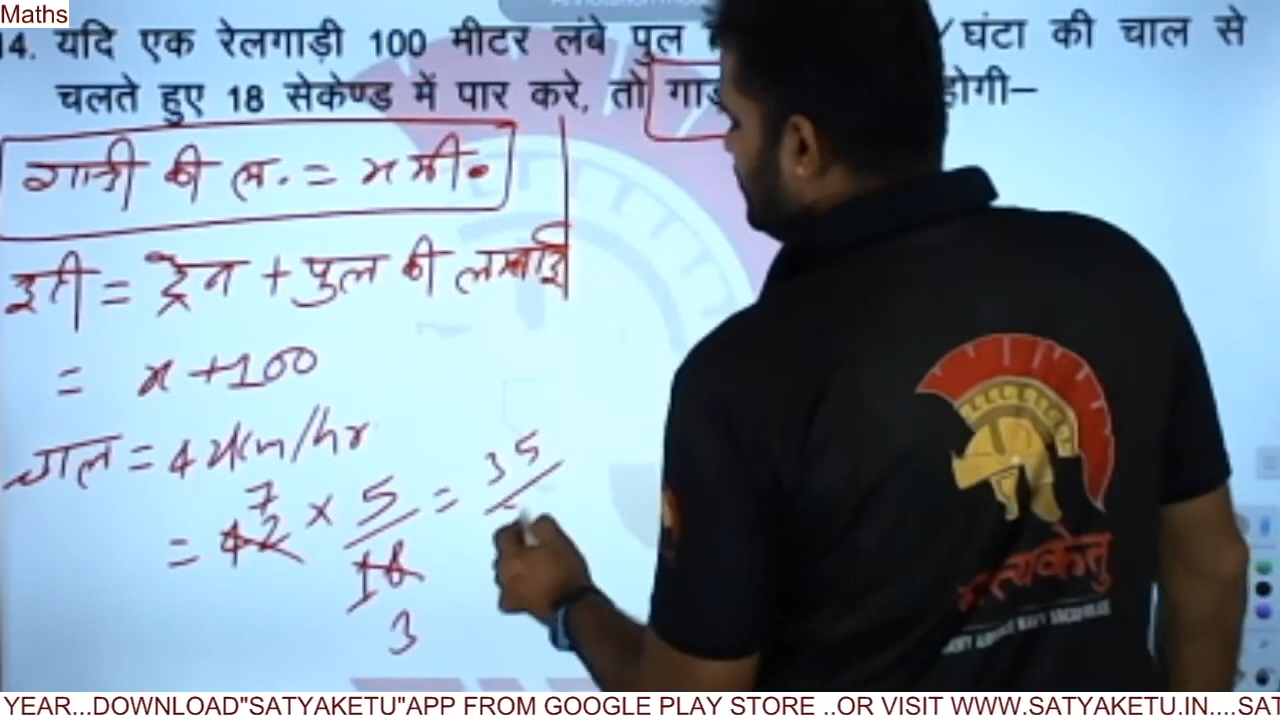 Maths
14. यदि एक रेलगाड़ी 100 मीटर लंबे पुल /घंटा की चाल से
चलते हुए 18 सेकेण्ड में पार करे, तो होगी–
गाड़ी की ल. = x मी.
दूरी = ट्रेन + पुल की लम्बाई
= x + 100
चाल = 42km/hr
= 42 × 5/18 = 35/
7
3
YEAR...DOWNLOAD"SATYAKETU"APP FROM GOOGLE PLAY STORE ..OR VISIT WWW.SATYAKETU.IN....SAT